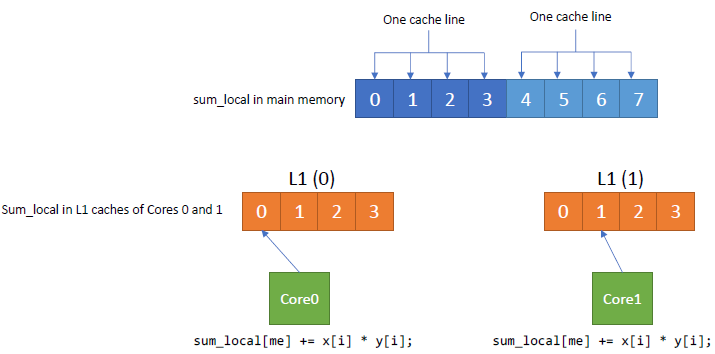 One cache line
One cache line
sum_local in main memory
0 1 2 3 4 5 6 7
L1 (0)
L1 (1)
Sum_local in L1 caches of Cores 0 and 1
0 1 2 3
0 1 2 3
Core0
Core1
sum_local[me] += x[i] * y[i];
sum_local[me] += x[i] * y[i];